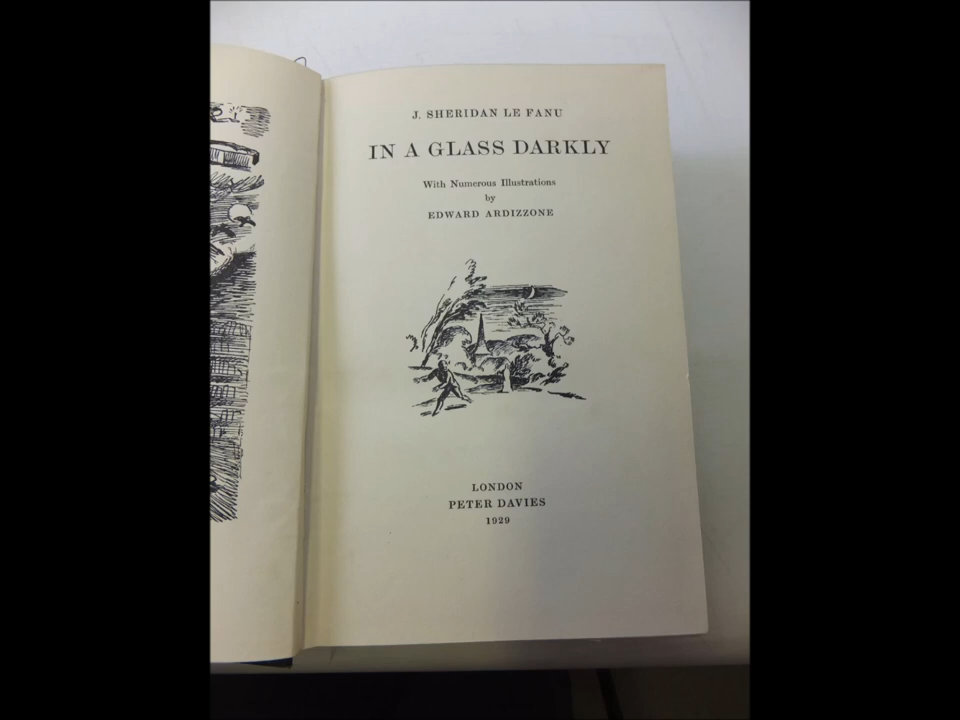 J. SHERIDAN LE FANU
IN A GLASS DARKLY
With Numerous Illustrations
by
EDWARD ARDIZZONE
LONDON
PETER DAVIES
1929